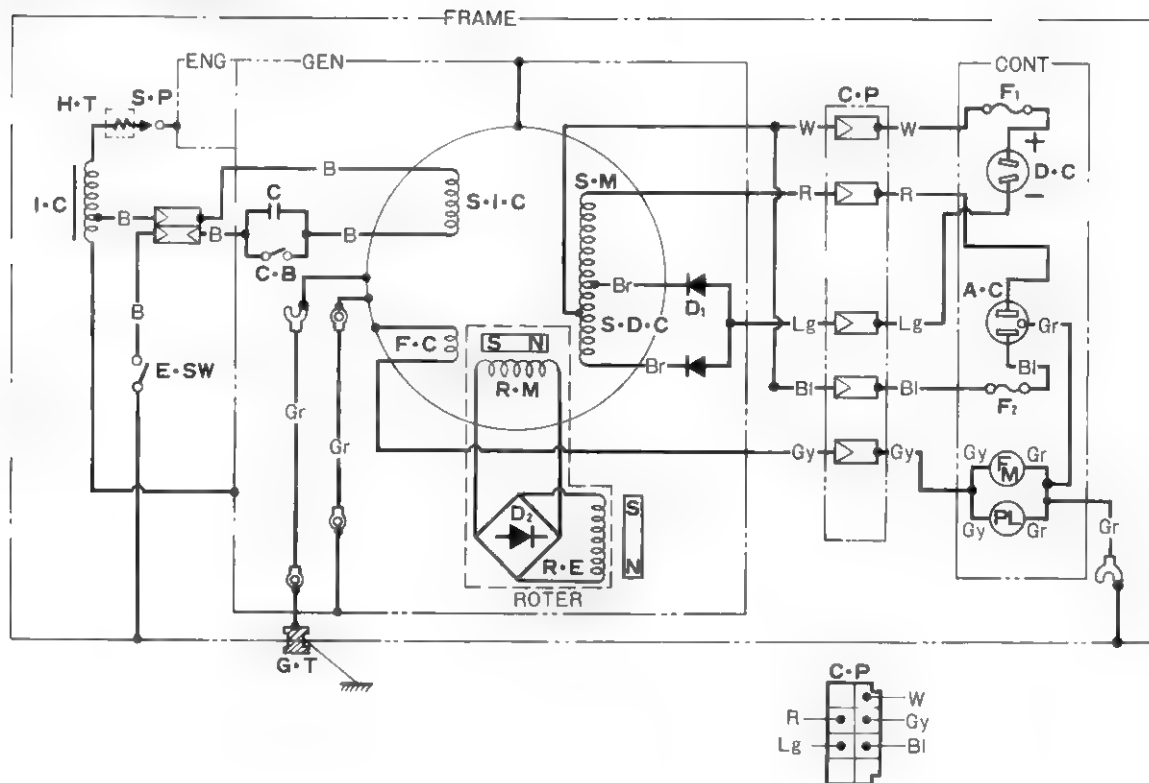 FRAME
ENG
GEN
CONT
H·T
S·P
C·P
F₁
B
W
W
S·M
D·C
+
−
I·C
B
C
S·I·C
R
R
B
B
B
C·B
A·C
Br
D₁
Gr
B
S·D·C
Lg
Lg
F·C
S N
Bl
E·SW
R·M
Br
Bl
Bl
F₂
Gr
Gr
Gy
Gy
Gy
FM
Gr
D₂
S
Gy
PL
Gr
Gr
R·E
N
ROTER
G·T
C·P
W
R
Gy
Lg
Bl